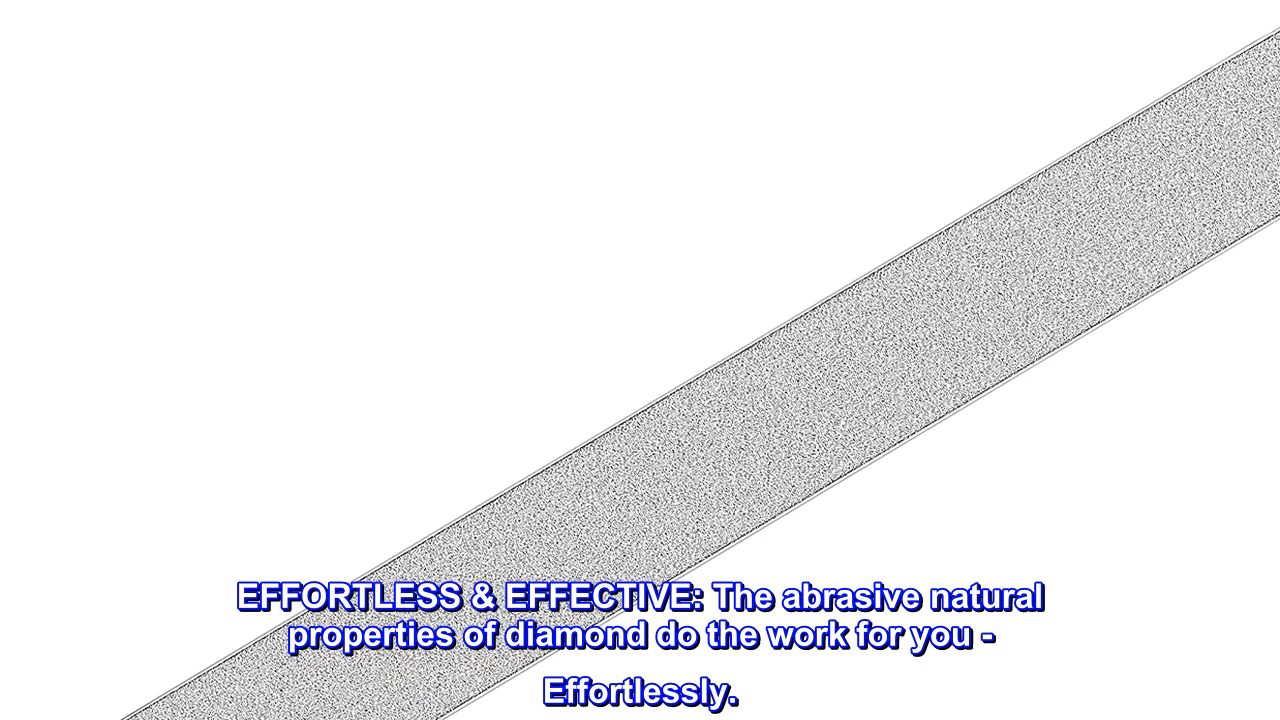 EFFORTLESS & EFFECTIVE: The abrasive natural
properties of diamond do the work for you -
Effortlessly.